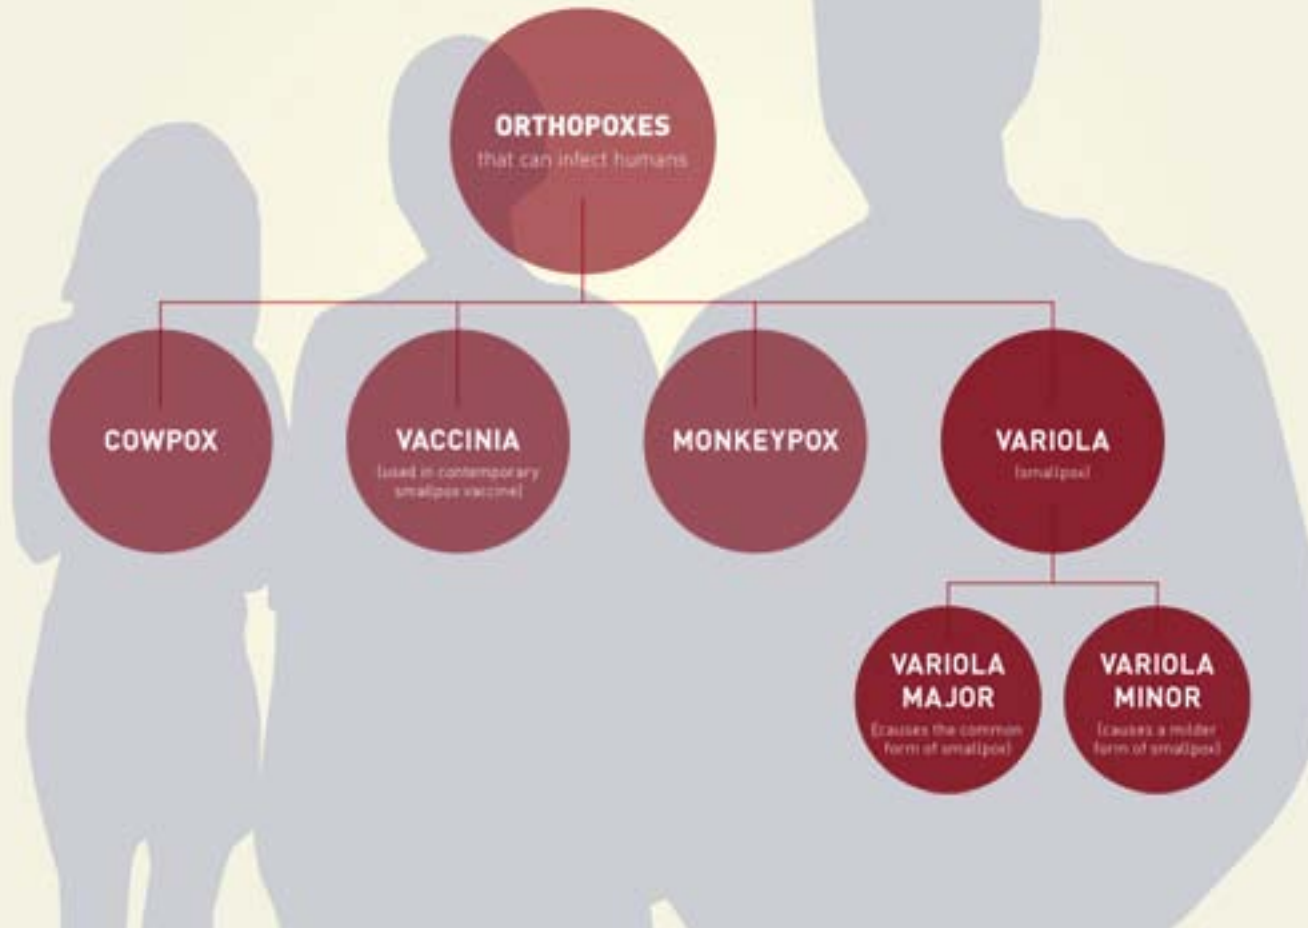 ORTHOPOXES
that can infect humans
COWPOX
VACCINIA
(used in contemporary
smallpox vaccine)
MONKEYPOX
VARIOLA
(smallpox)
VARIOLA
MAJOR
(causes the common
form of smallpox)
VARIOLA
MINOR
(causes a milder
form of smallpox)